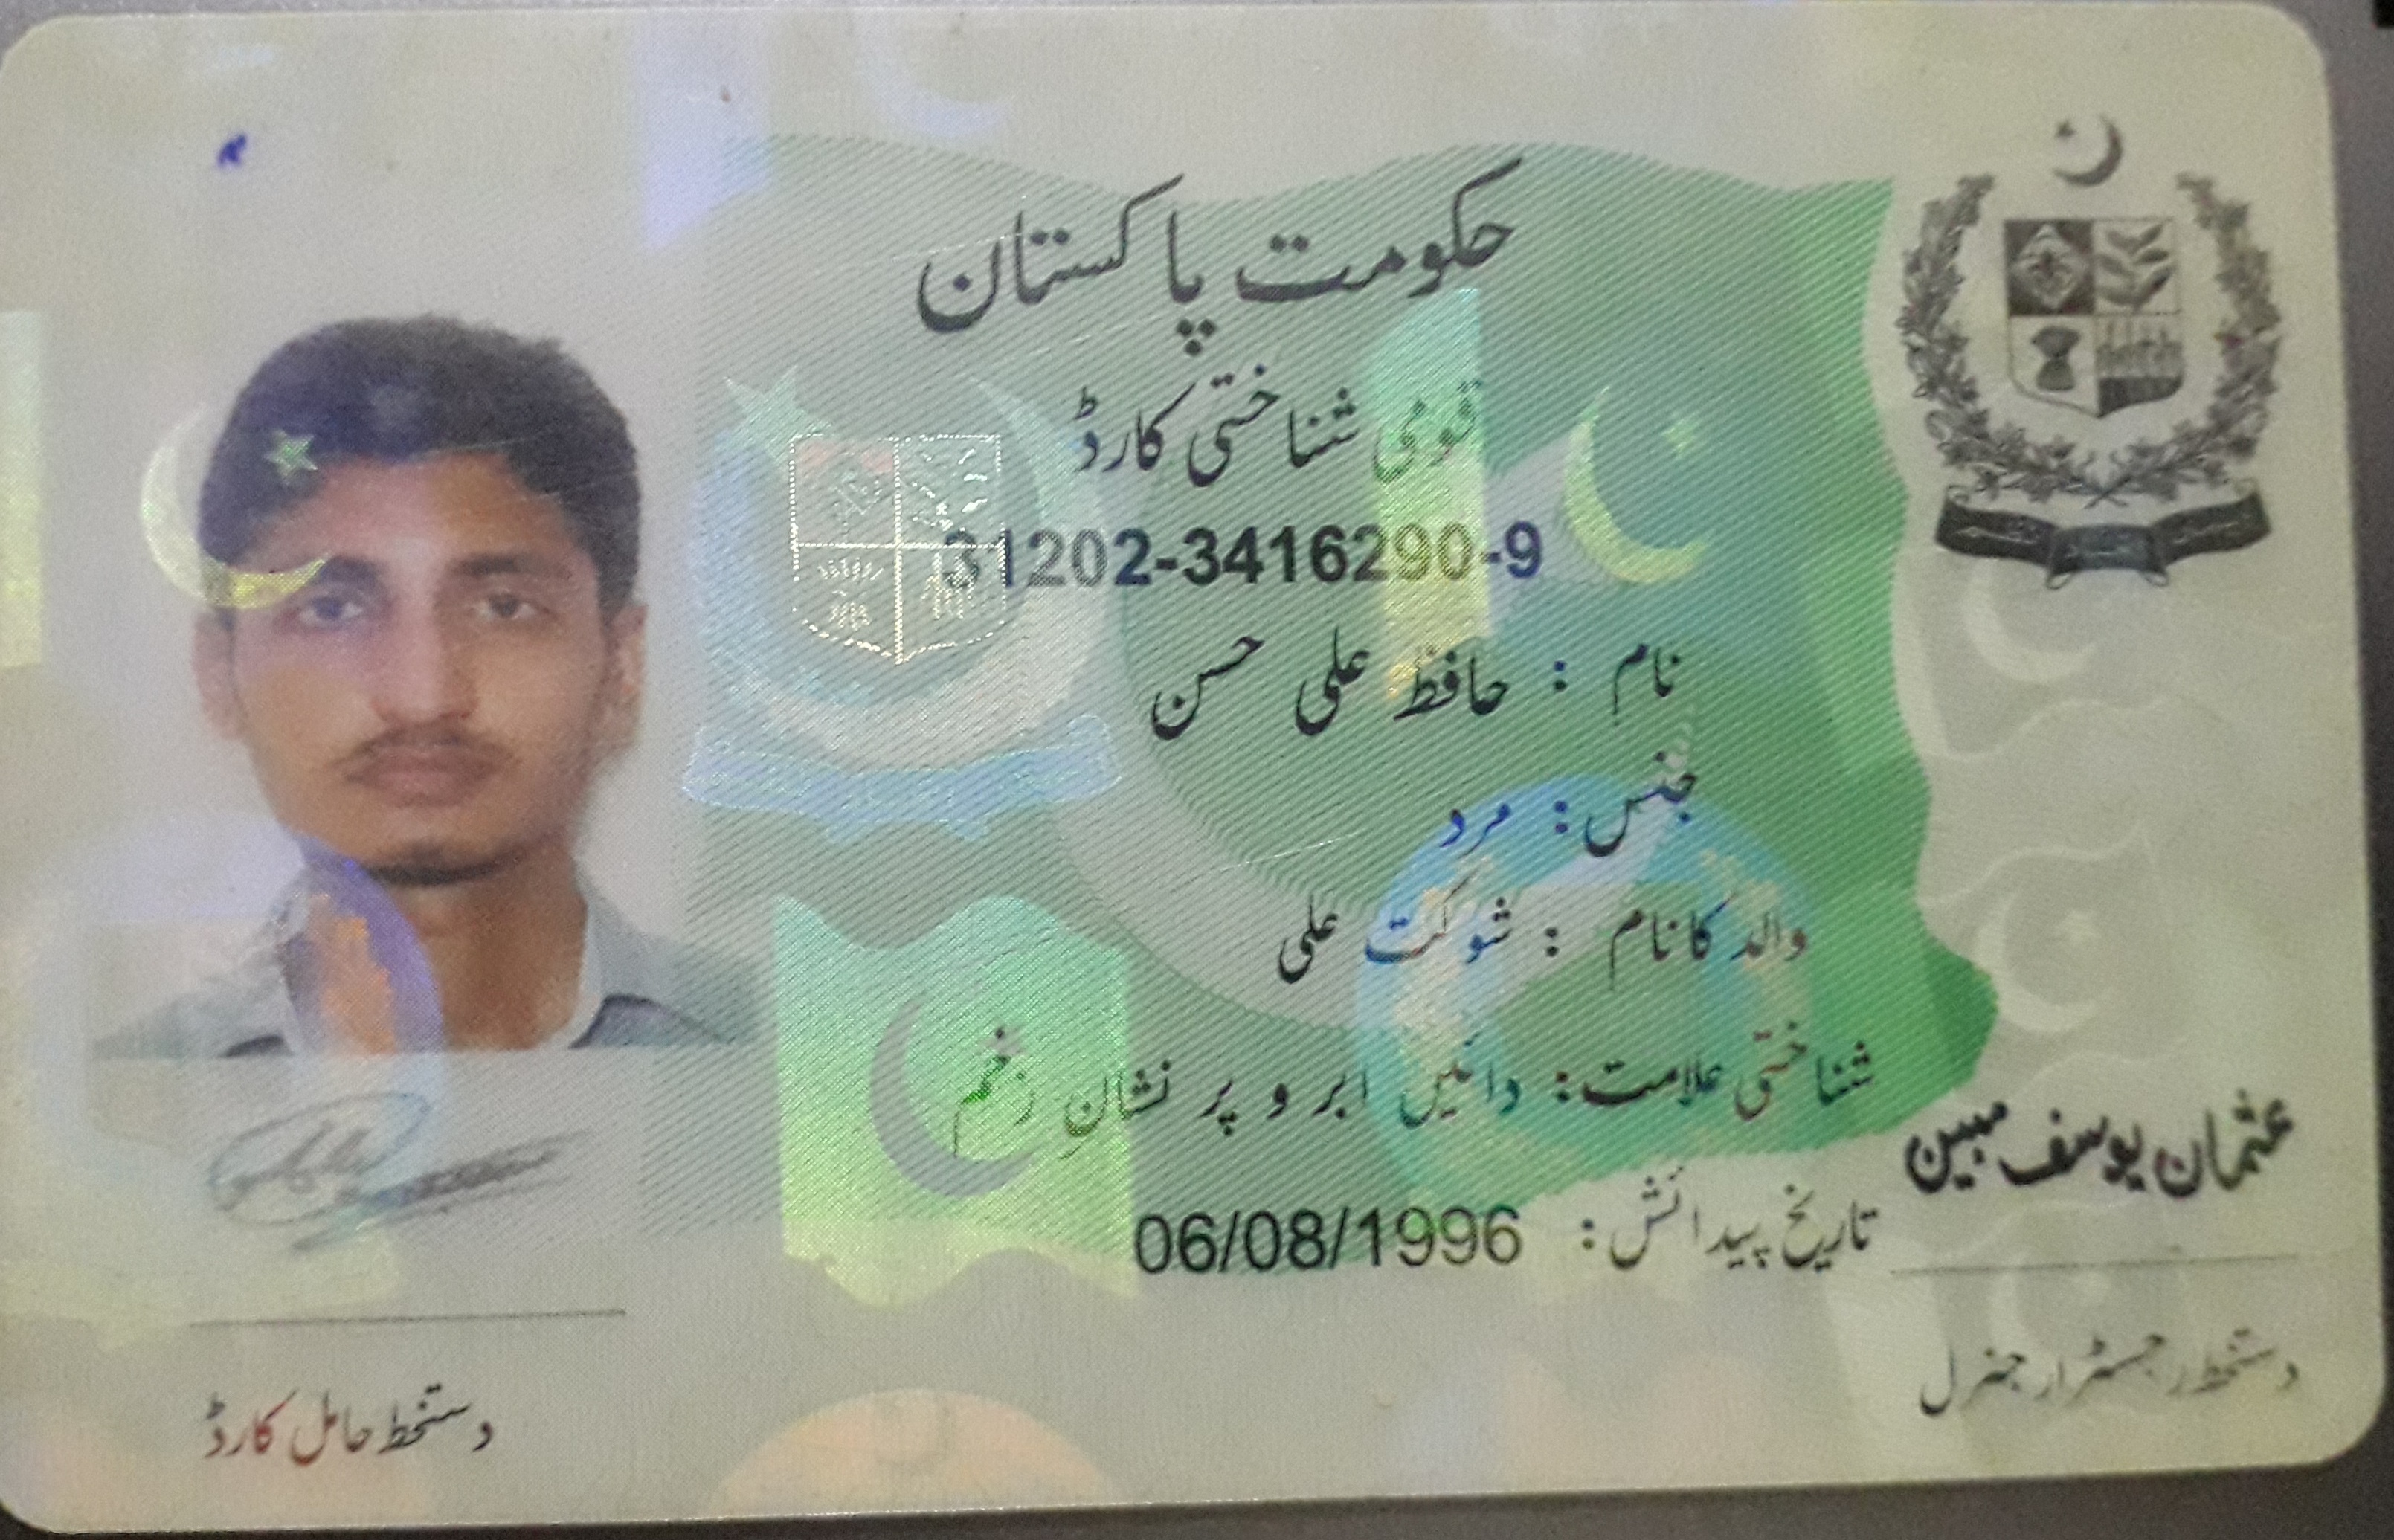 حکومت پاکستان
قومی شناختی کارڈ
31202-3416290-9
نام : حافظ علی حسن
جنس : مرد
والد کا نام : شوکت علی
شناختی علامت : دائیں ابرو پر نشان زخم
تاریخ پیدائش : 06/08/1996
عثمان یوسف مبین
دستخط رجسٹرار جنرل
دستخط حامل کارڈ